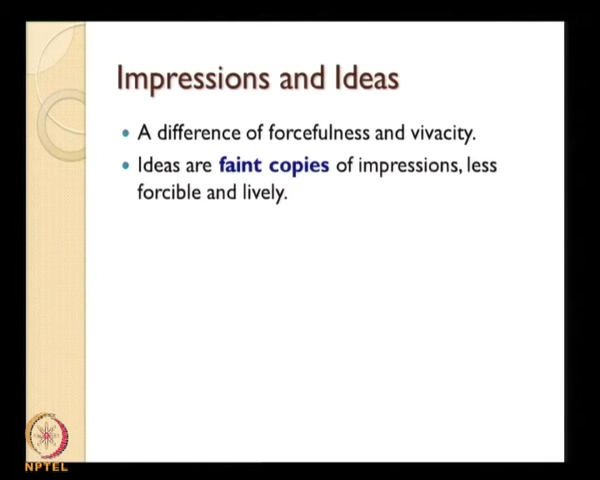 Impressions and Ideas
• A difference of forcefulness and vivacity.
• Ideas are faint copies of impressions, less
forcible and lively.
NPTEL